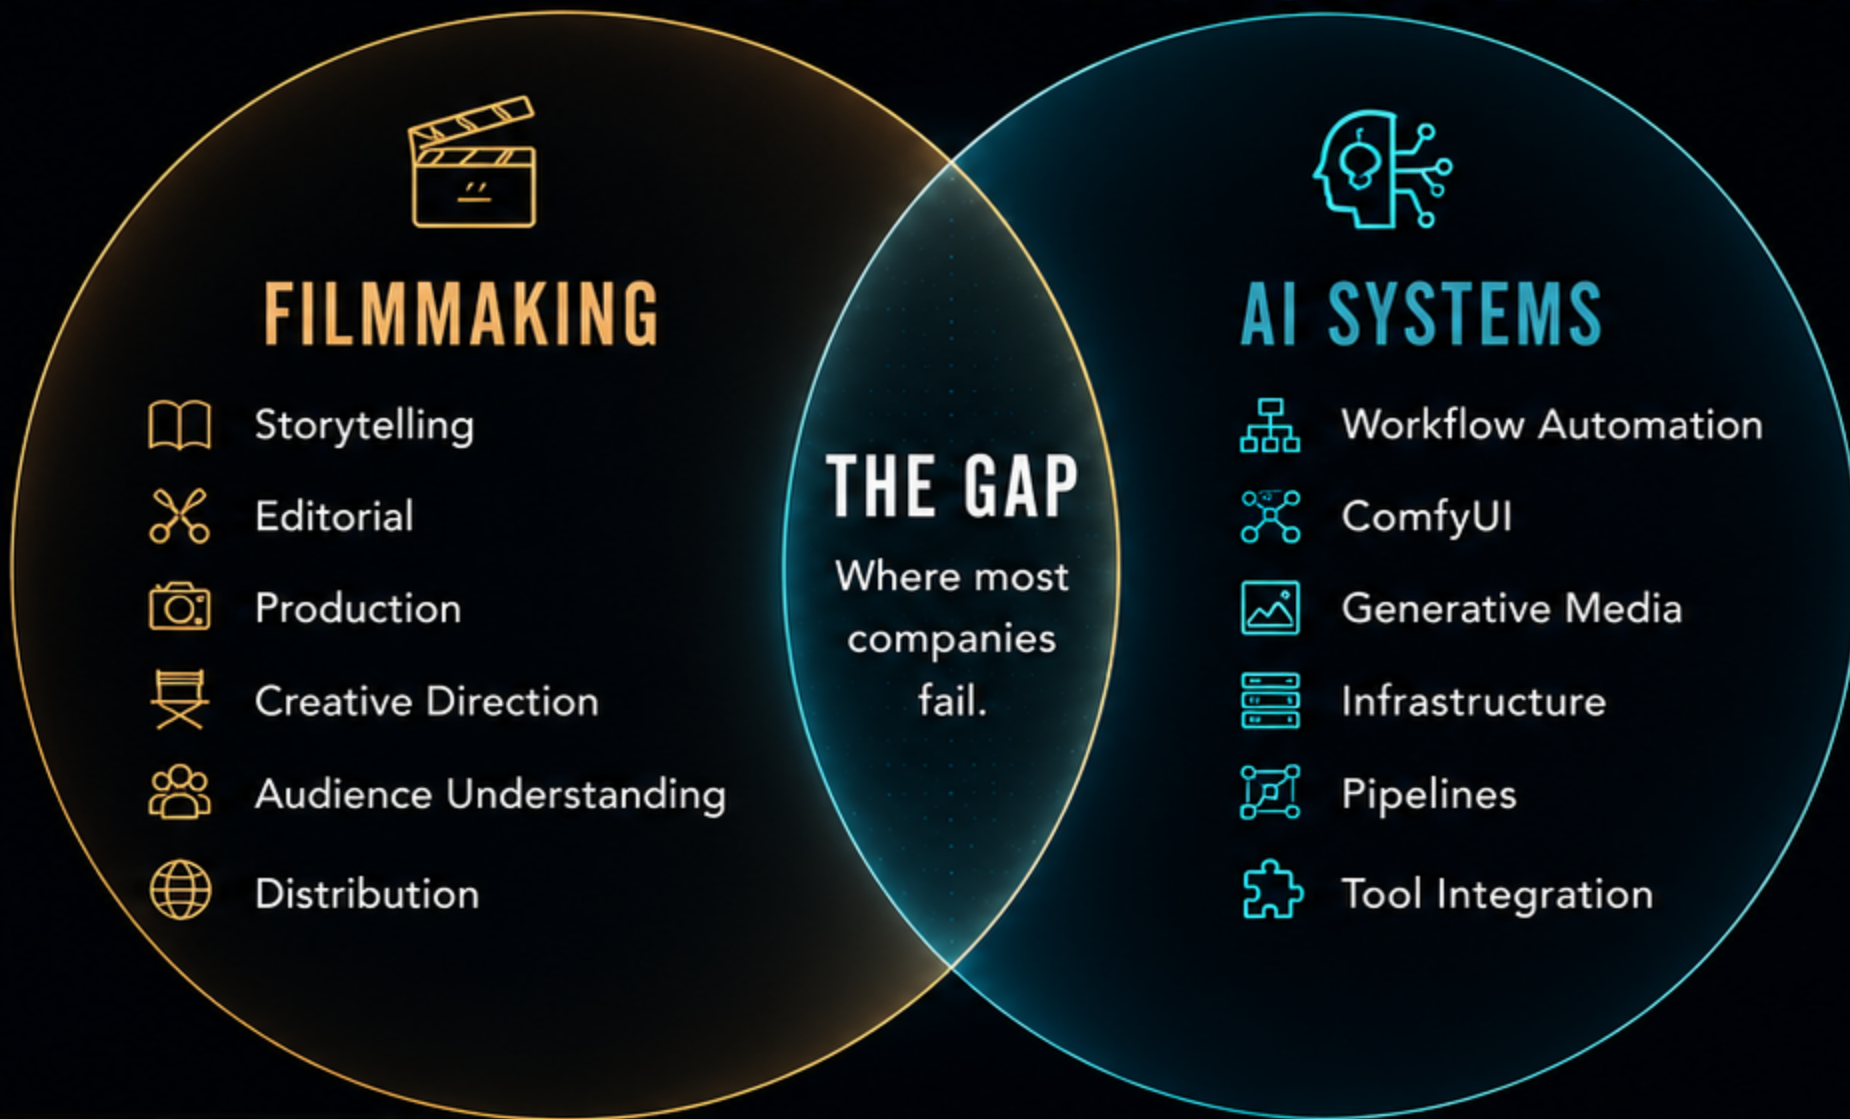 FILMMAKING
Storytelling
Editorial
Production
Creative Direction
Audience Understanding
Distribution
THE GAP
Where most
companies
fail.
AI SYSTEMS
Workflow Automation
ComfyUI
Generative Media
Infrastructure
Pipelines
Tool Integration